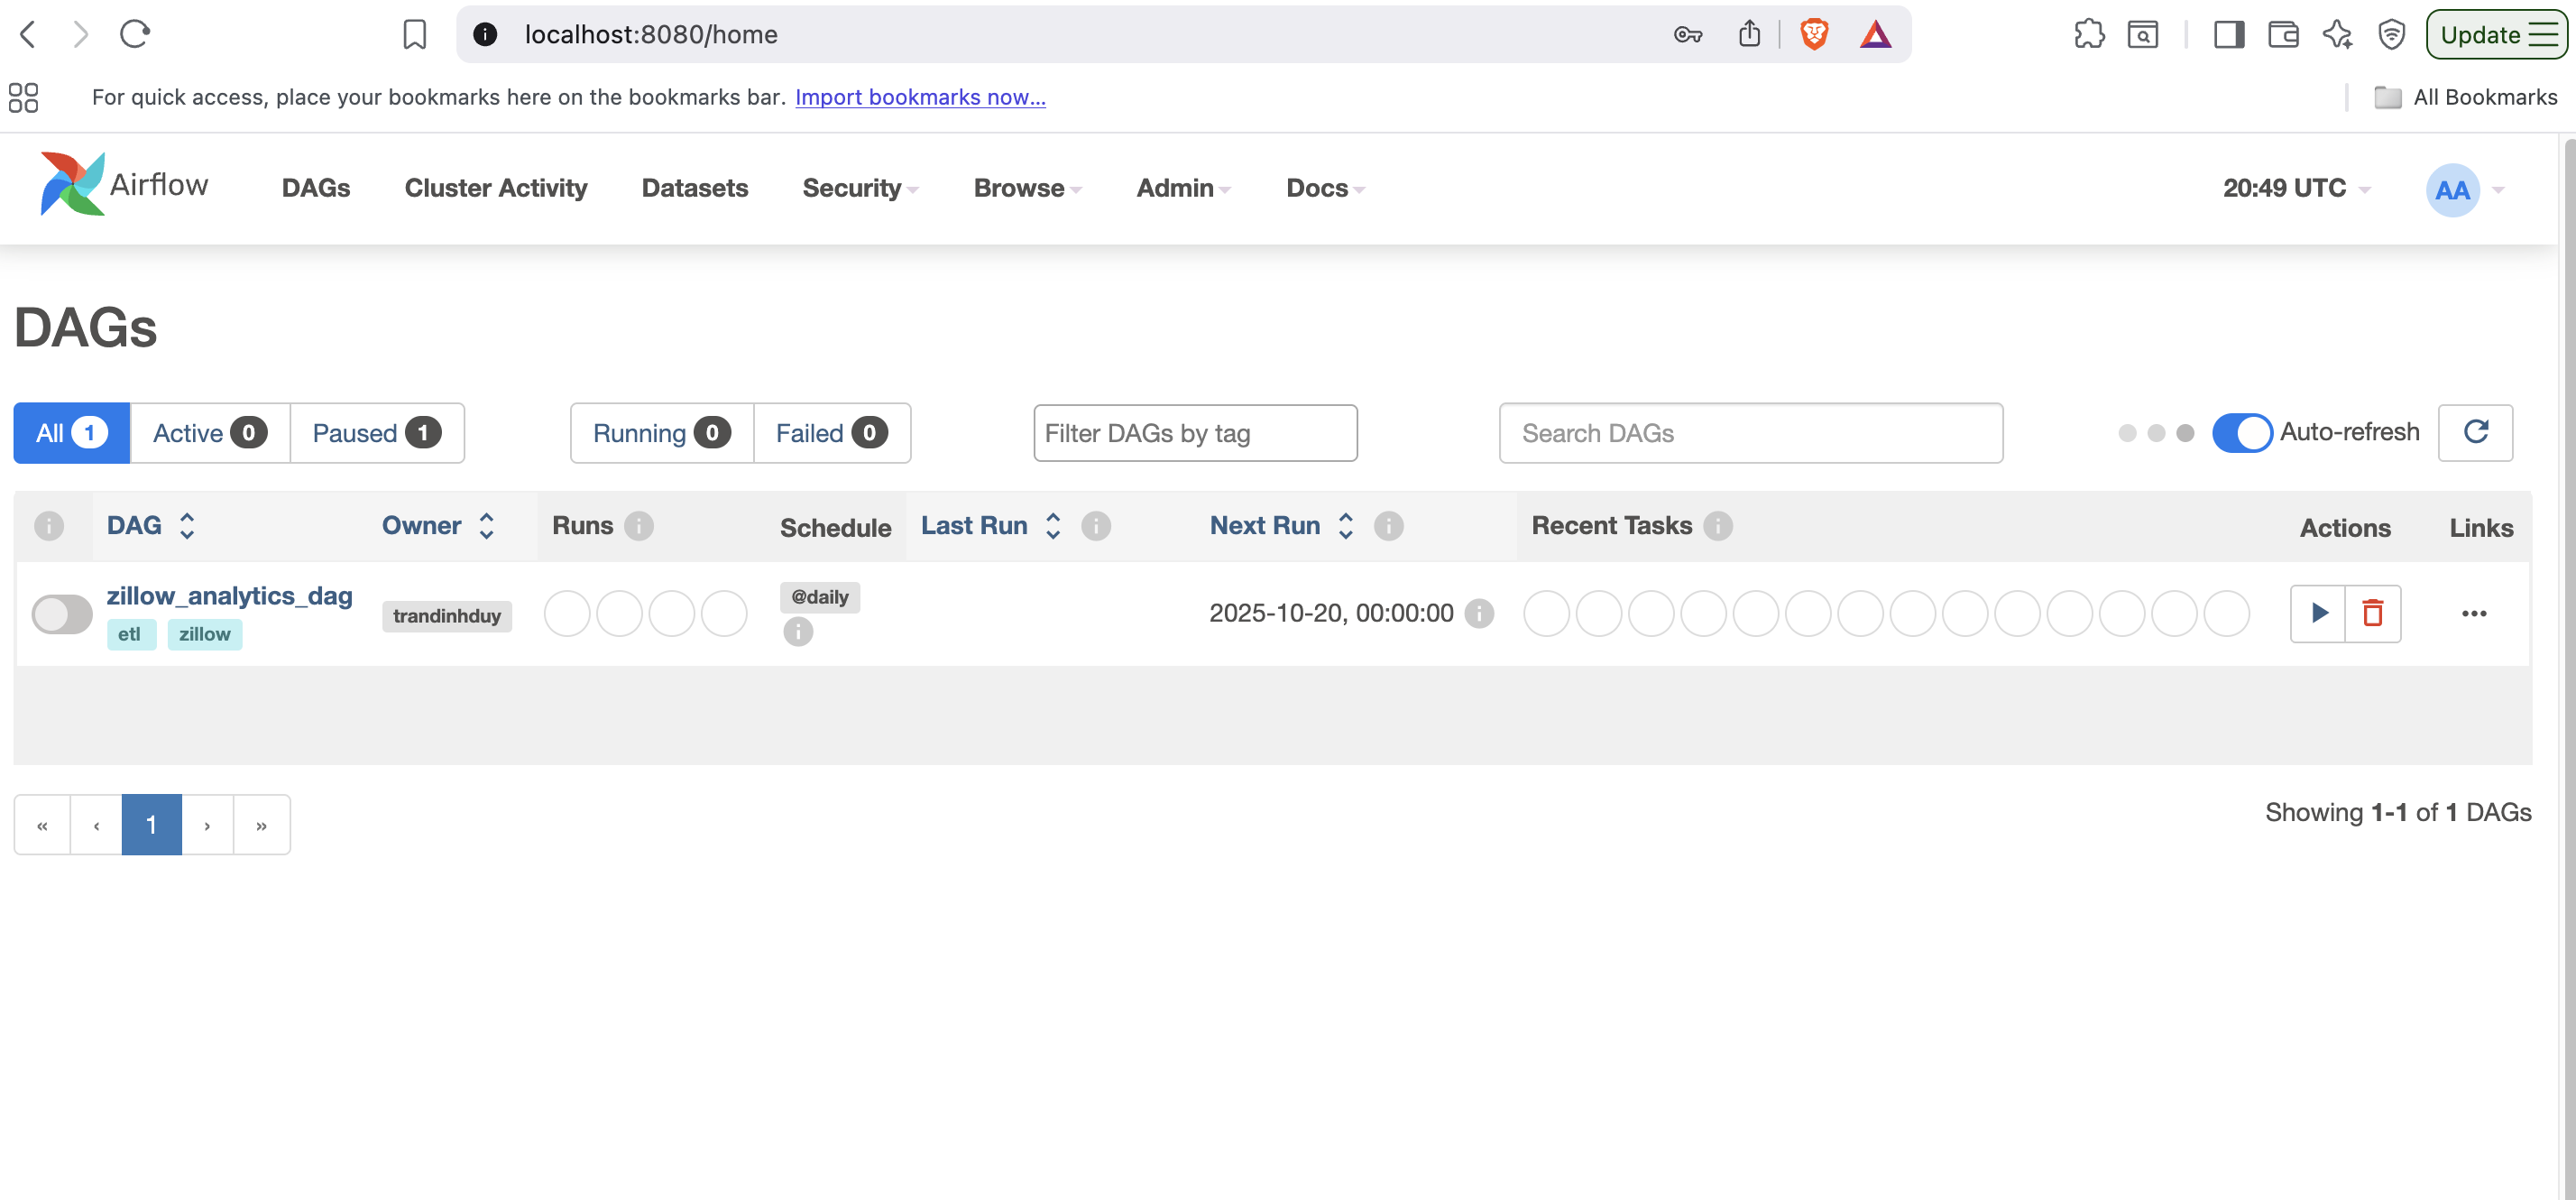 localhost:8080/home
Update
For quick access, place your bookmarks here on the bookmarks bar. Import bookmarks now...
All Bookmarks
Airflow DAGs Cluster Activity Datasets Security Browse Admin Docs 20:49 UTC AA
DAGs
All 1 Active 0 Paused 1 Running 0 Failed 0 Filter DAGs by tag Search DAGs Auto-refresh
DAG Owner Runs Schedule Last Run Next Run Recent Tasks Actions Links
zillow_analytics_dag trandinhduy @daily 2025-10-20, 00:00:00
etl zillow
« ‹ 1 › »
Showing 1-1 of 1 DAGs